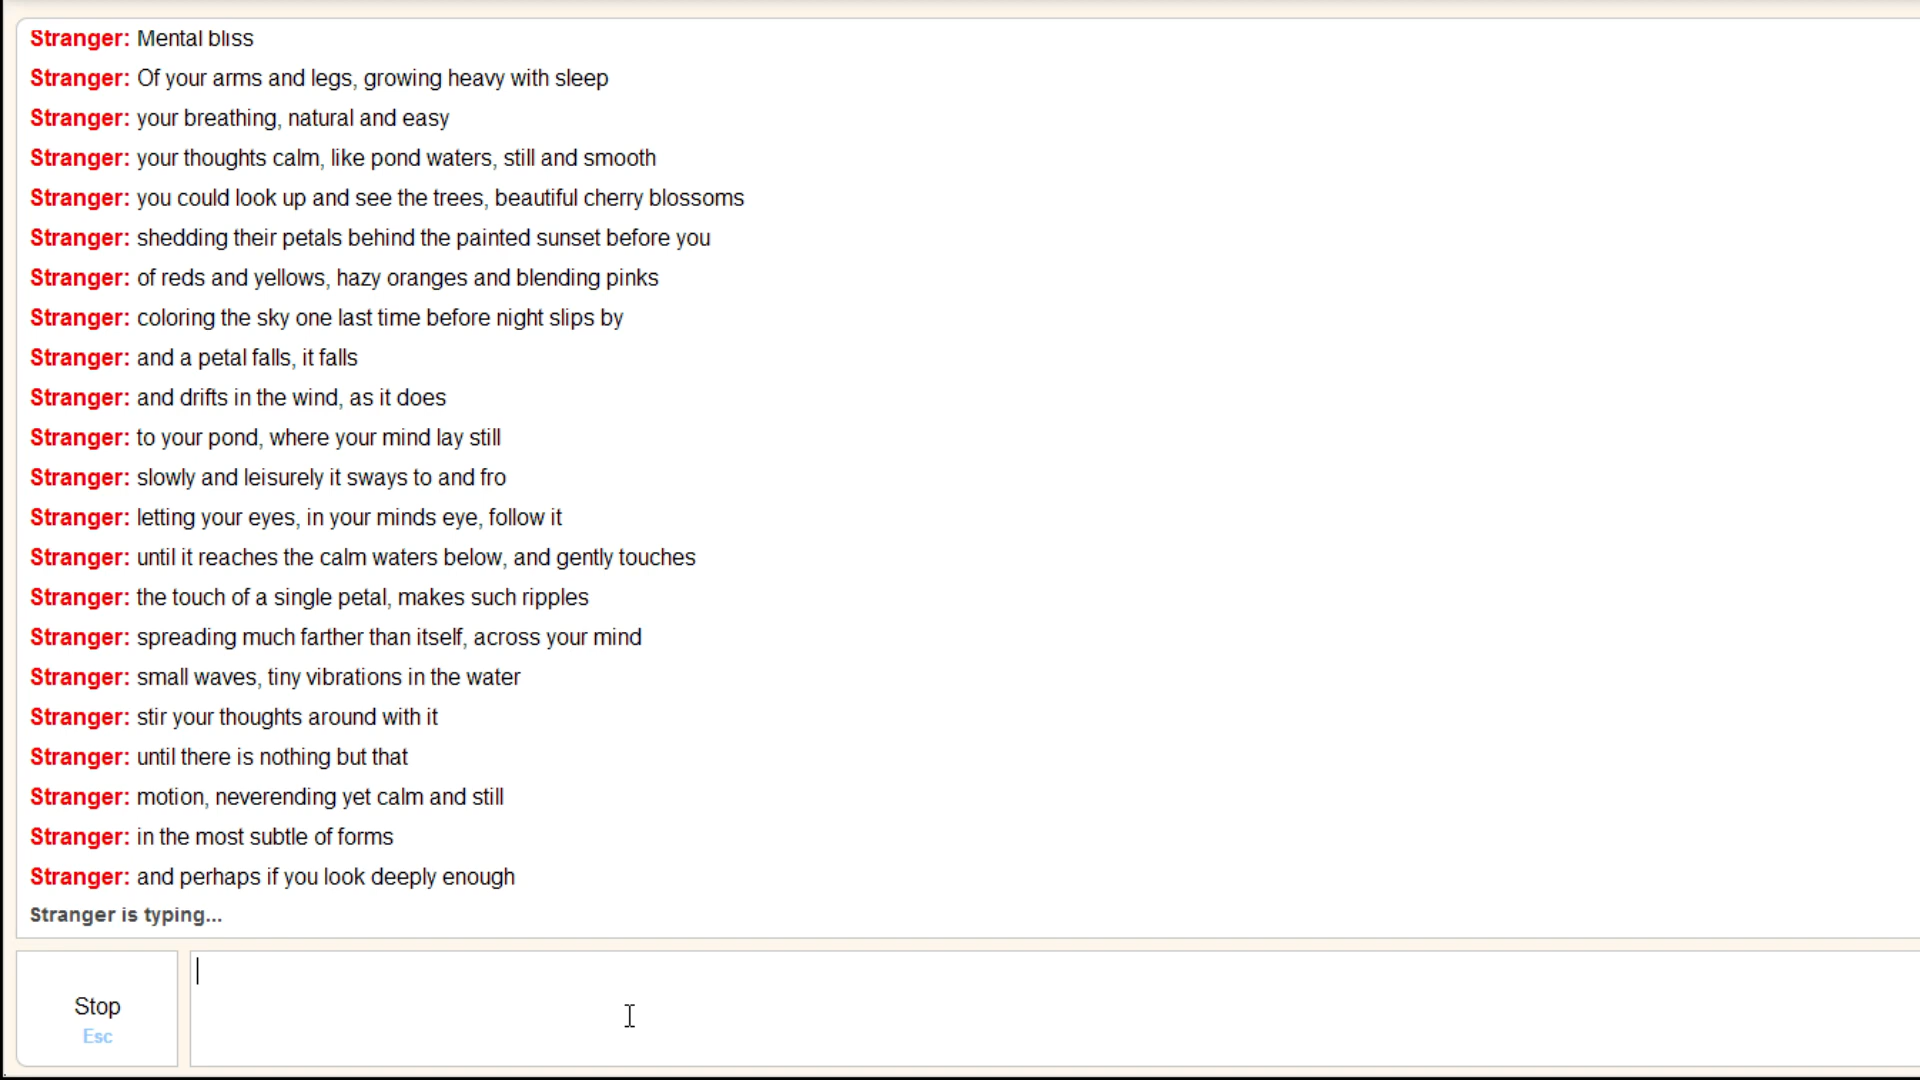 Stranger: Mental bliss
Stranger: Of your arms and legs, growing heavy with sleep
Stranger: your breathing, natural and easy
Stranger: your thoughts calm, like pond waters, still and smooth
Stranger: you could look up and see the trees, beautiful cherry blossoms
Stranger: shedding their petals behind the painted sunset before you
Stranger: of reds and yellows, hazy oranges and blending pinks
Stranger: coloring the sky one last time before night slips by
Stranger: and a petal falls, it falls
Stranger: and drifts in the wind, as it does
Stranger: to your pond, where your mind lay still
Stranger: slowly and leisurely it sways to and fro
Stranger: letting your eyes, in your minds eye, follow it
Stranger: until it reaches the calm waters below, and gently touches
Stranger: the touch of a single petal, makes such ripples
Stranger: spreading much farther than itself, across your mind
Stranger: small waves, tiny vibrations in the water
Stranger: stir your thoughts around with it
Stranger: until there is nothing but that
Stranger: motion, neverending yet calm and still
Stranger: in the most subtle of forms
Stranger: and perhaps if you look deeply enough
Stranger is typing...
Stop
Esc